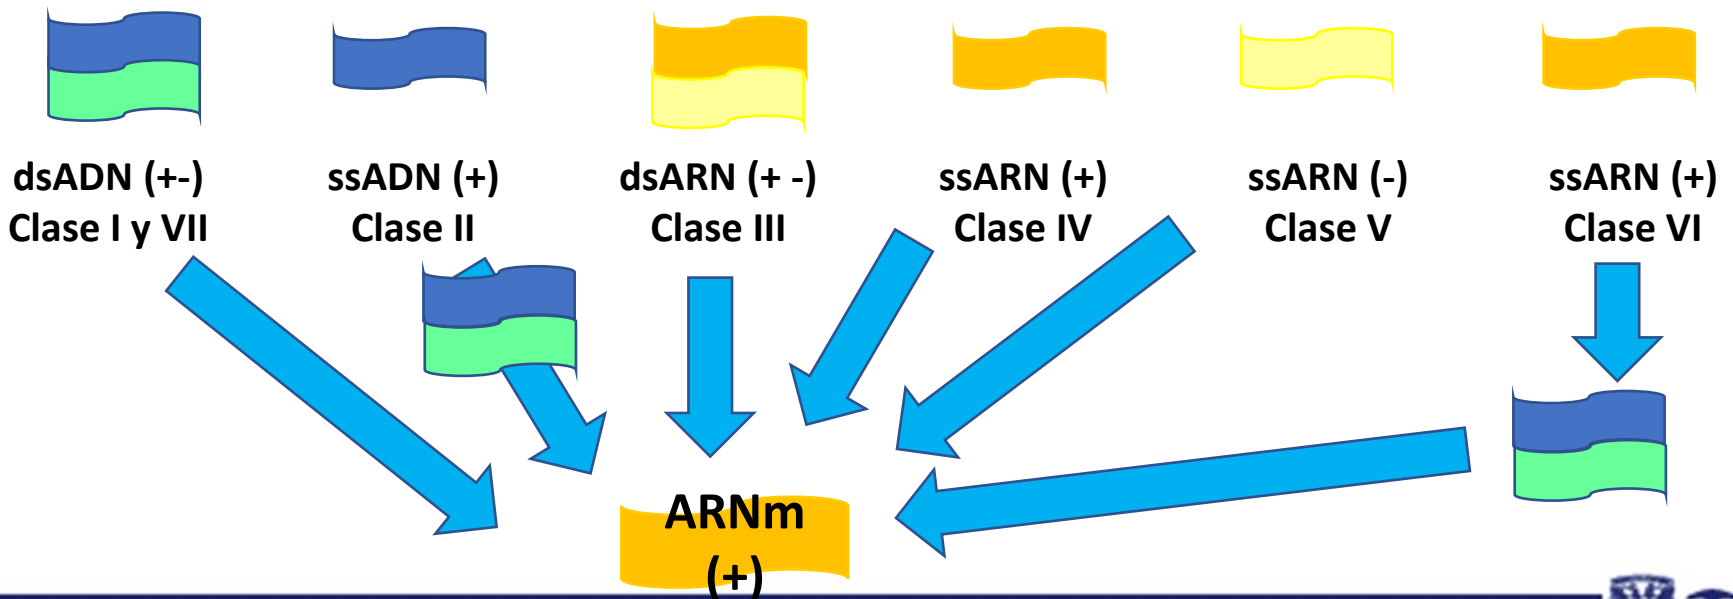 dsADN (+-)
Clase I y VII
ssADN (+)
Clase II
dsARN (+ -)
Clase III
ssARN (+)
Clase IV
ssARN (-)
Clase V
ssARN (+)
Clase VI
ARNm
(+)